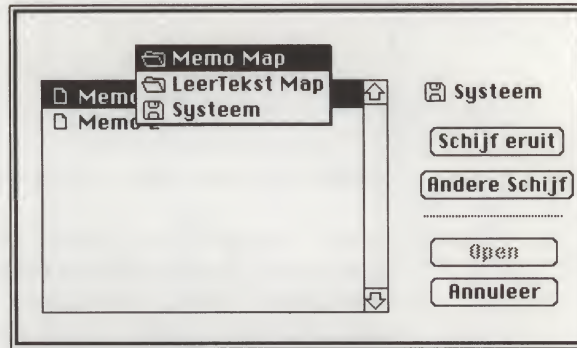 Memo Map
LeerTekst Map
Systeem
Memo
Memo 2
Systeem
Schijf eruit
Andere Schijf
Open
Annuleer